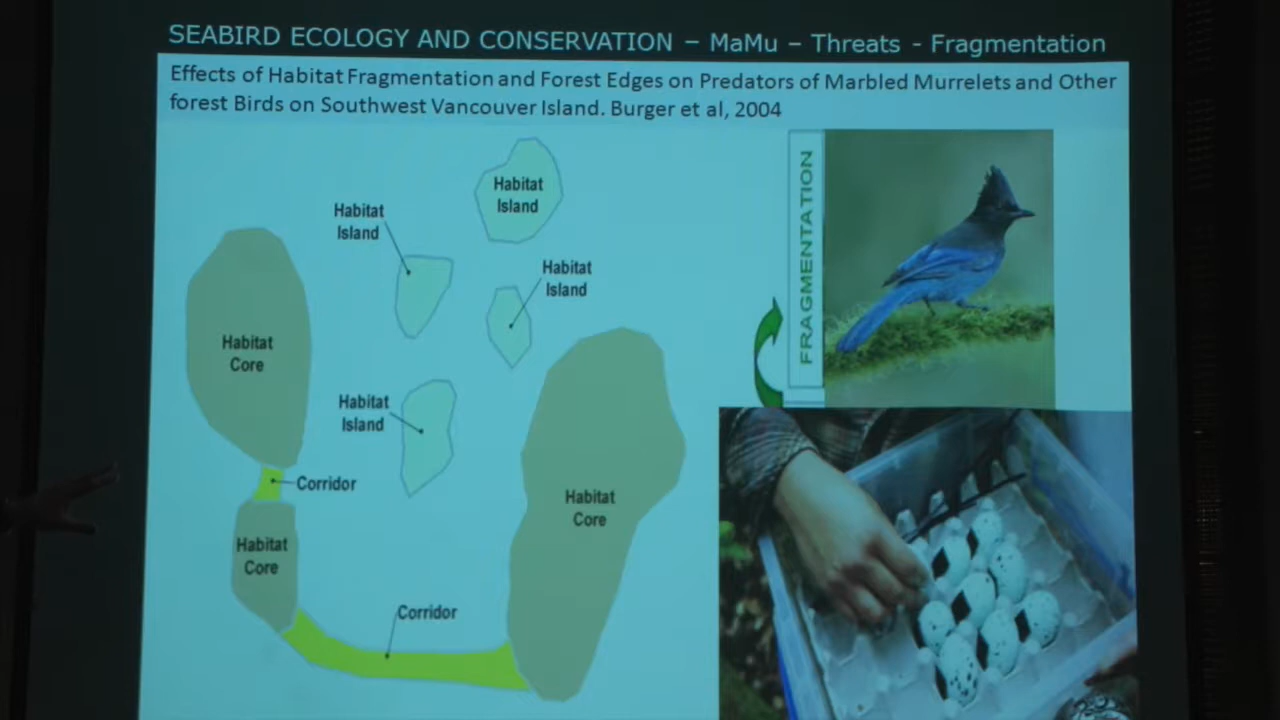 SEABIRD ECOLOGY AND CONSERVATION – MaMu – Threats - Fragmentation
Effects of Habitat Fragmentation and Forest Edges on Predators of Marbled Murrelets and Other
forest Birds on Southwest Vancouver Island. Burger et al, 2004
Habitat
Island
Habitat
Island
Habitat
Island
Habitat
Core
Habitat
Island
Corridor
Habitat
Core
Habitat
Core
Corridor
FRAGMENTATION